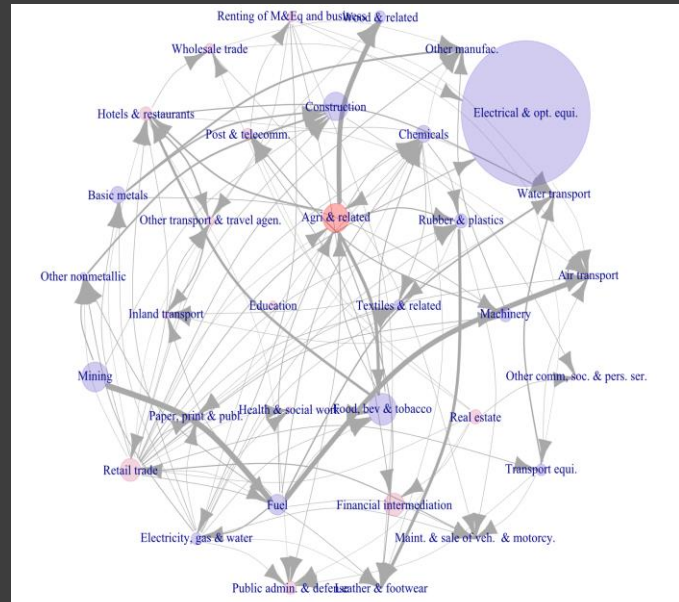 Renting of M&Eq and business
Wood & related
Wholesale trade
Other manufac.
Hotels & restaurants
Construction
Electrical & opt. equi.
Post & telecomm.
Chemicals
Basic metals
Water transport
Other transport & travel agen.
Agri & related
Rubber & plastics
Other nonmetallic
Air transport
Inland transport
Education
Textiles & related
Machinery
Mining
Other comm. soc. & pers. ser.
Paper, print & publ.
Health & social work
Food, bev & tobacco
Real estate
Retail trade
Transport equi.
Fuel
Financial intermediation
Electricity, gas & water
Maint. & sale of veh. & motorcy.
Public admin. & defense
Leather & footwear